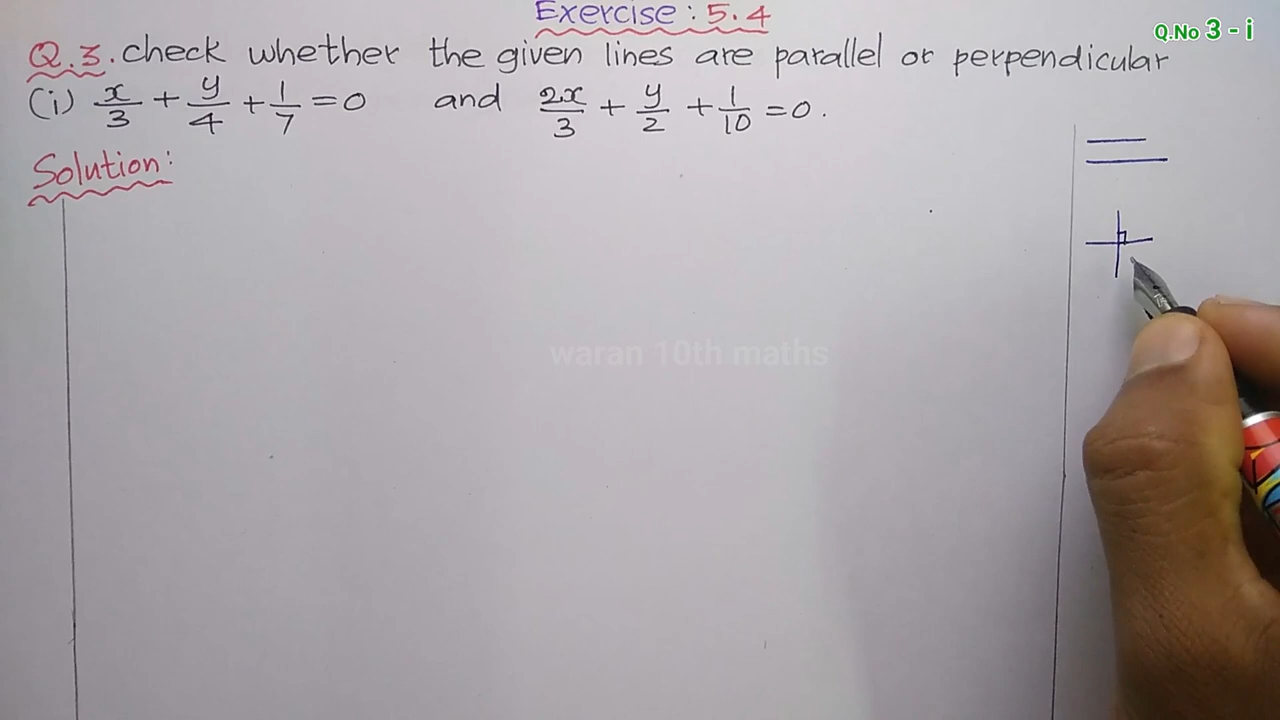 Exercise: 5.4
Q.No 3 - i
Q.3. check whether the given lines are parallel or perpendicular
(i) x/3 + y/4 + 1/7 = 0 and 2x/3 + y/2 + 1/10 = 0.
Solution:
waran 10th maths